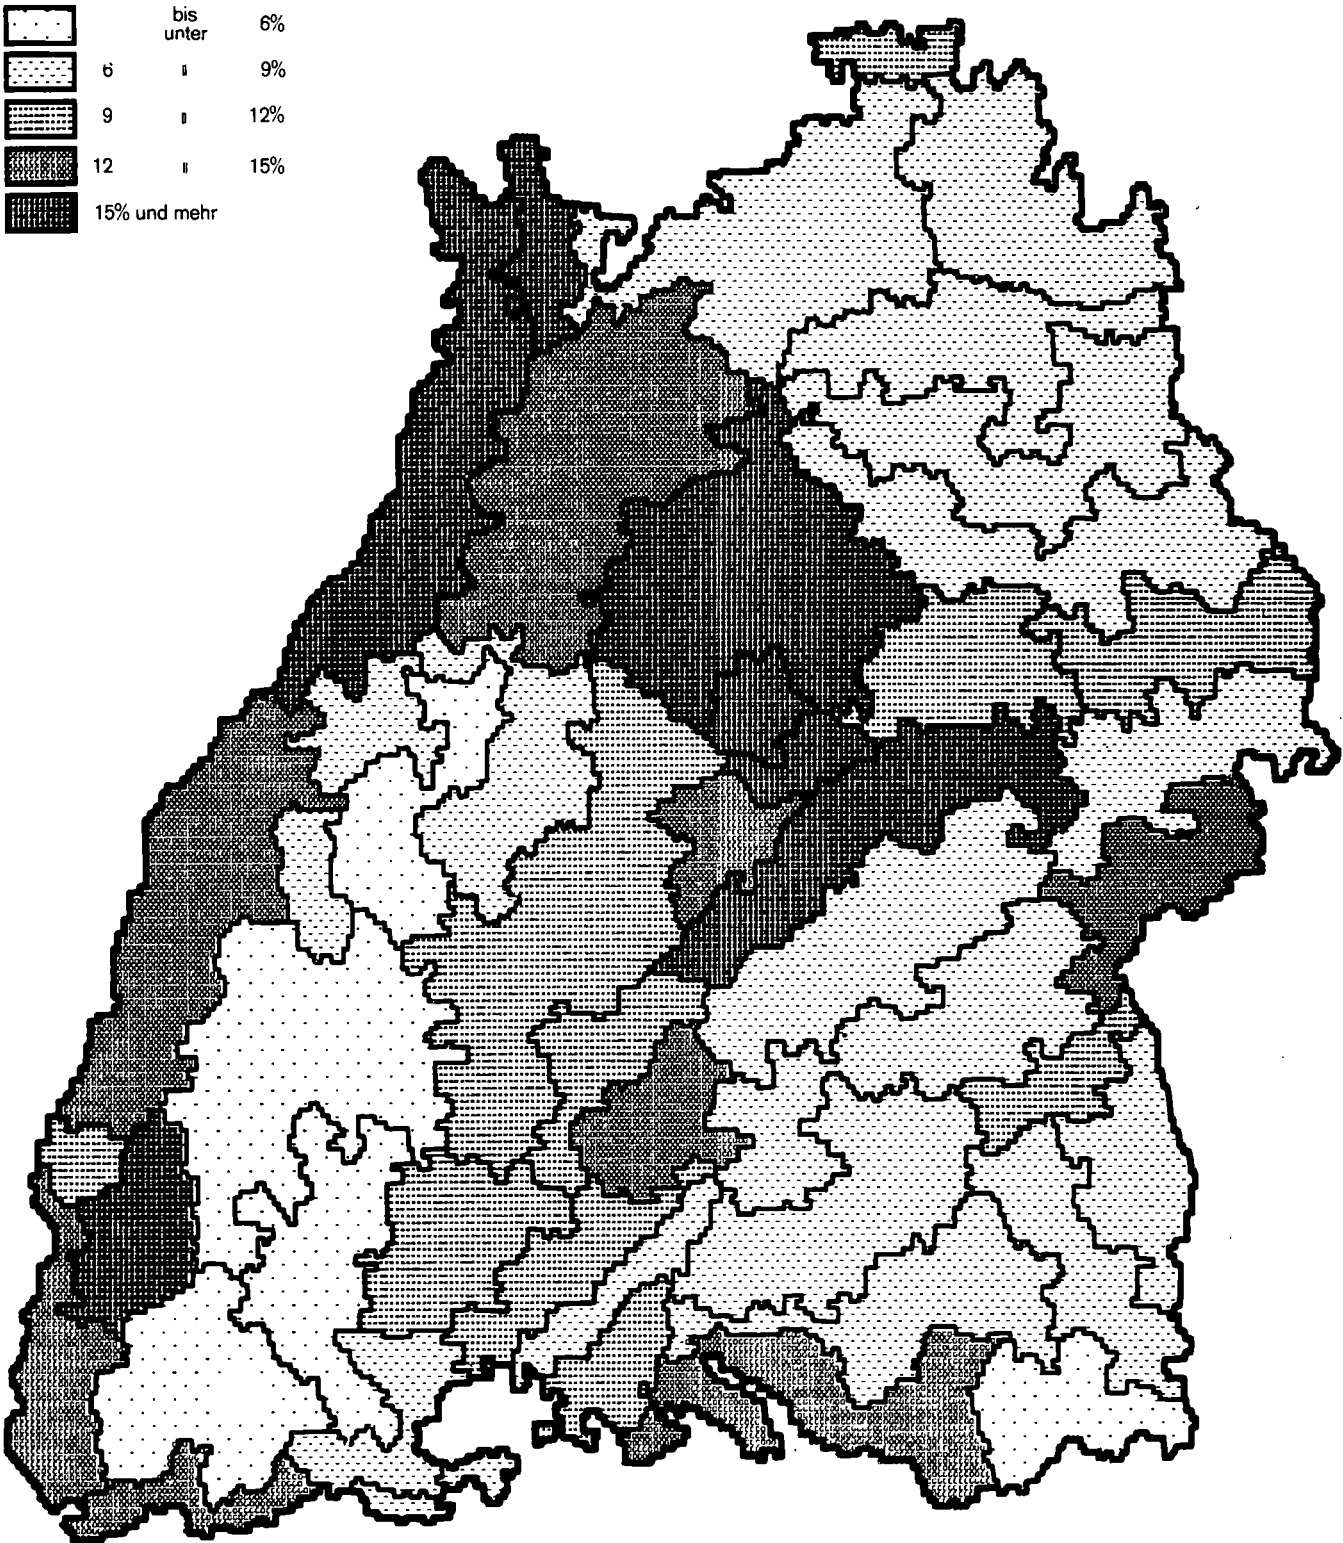 bis
unter 6%
6 " 9%
9 " 12%
12 " 15%
15% und mehr